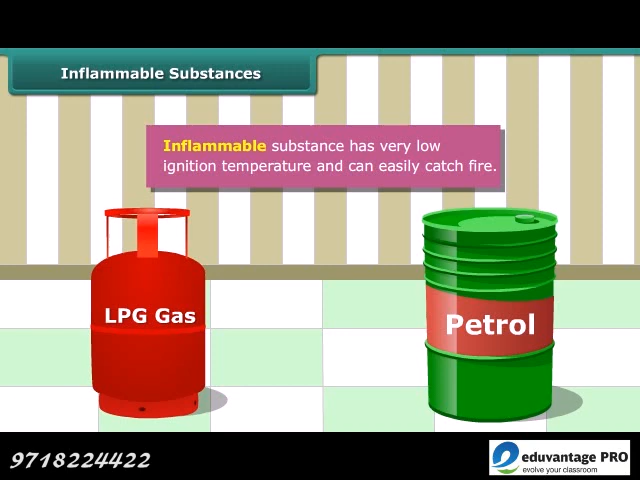 Inflammable Substances
Inflammable substance has very low
ignition temperature and can easily catch fire.
LPG Gas
Petrol
9718224422
eduvantage PRO
evolve your classroom